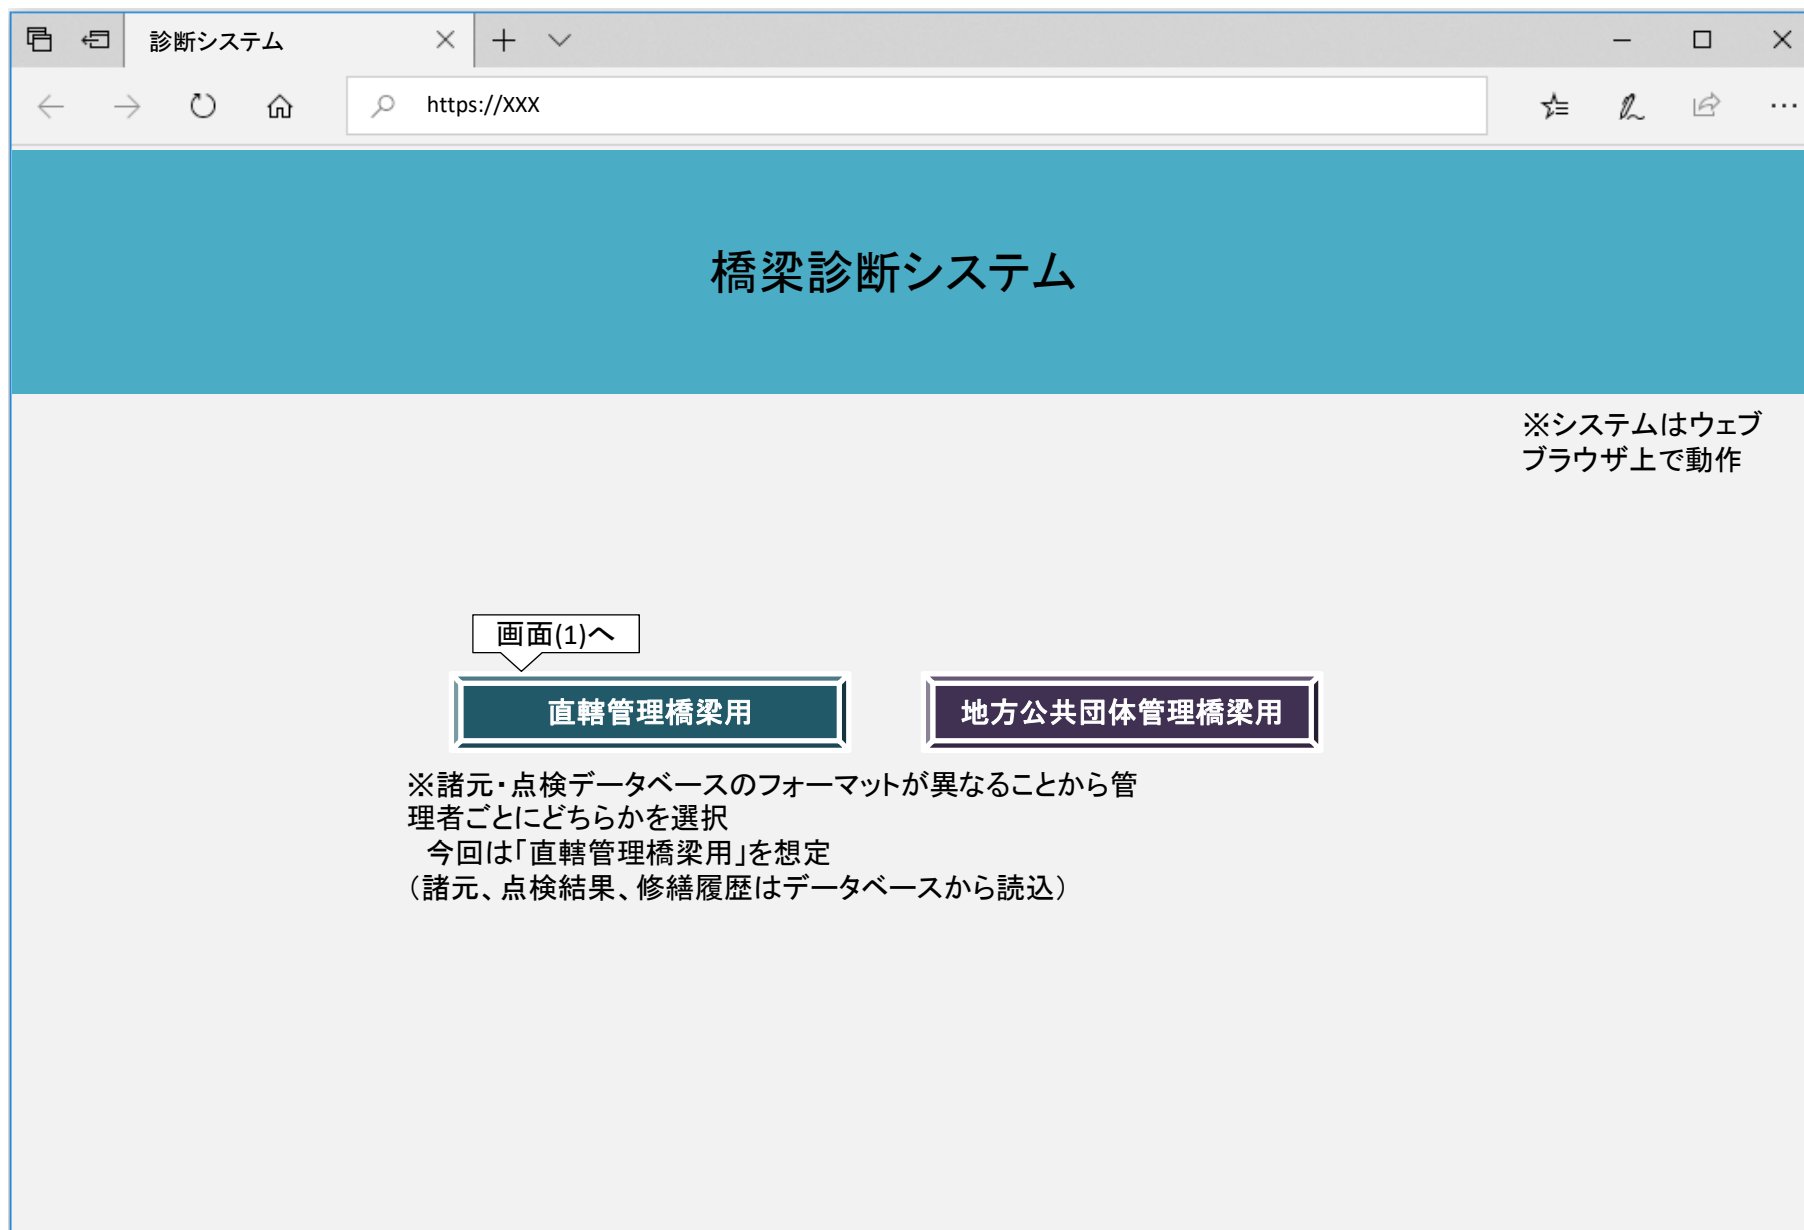 診断システム
https://XXX
橋梁診断システム
※システムはウェブ
ブラウザ上で動作
画面(1)へ
直轄管理橋梁用
地方公共団体管理橋梁用
※諸元・点検データベースのフォーマットが異なることから管
理者ごとにどちらかを選択
今回は「直轄管理橋梁用」を想定
（諸元、点検結果、修繕履歴はデータベースから読込）